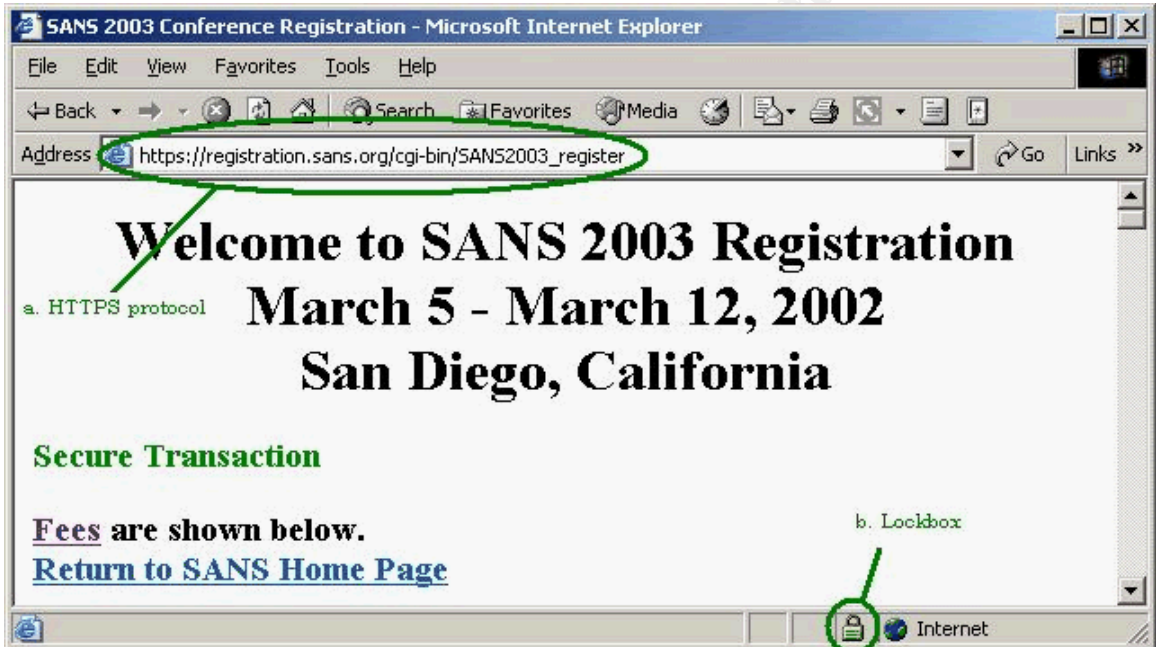 SANS 2003 Conference Registration - Microsoft Internet Explorer
File Edit View Favorites Tools Help
Back Search Favorites Media
Address https://registration.sans.org/cgi-bin/SANS2003_register Go Links »
Welcome to SANS 2003 Registration
a. HTTPS protocol
March 5 - March 12, 2002
San Diego, California
Secure Transaction
Fees are shown below.
b. Lockbox
Return to SANS Home Page
Internet